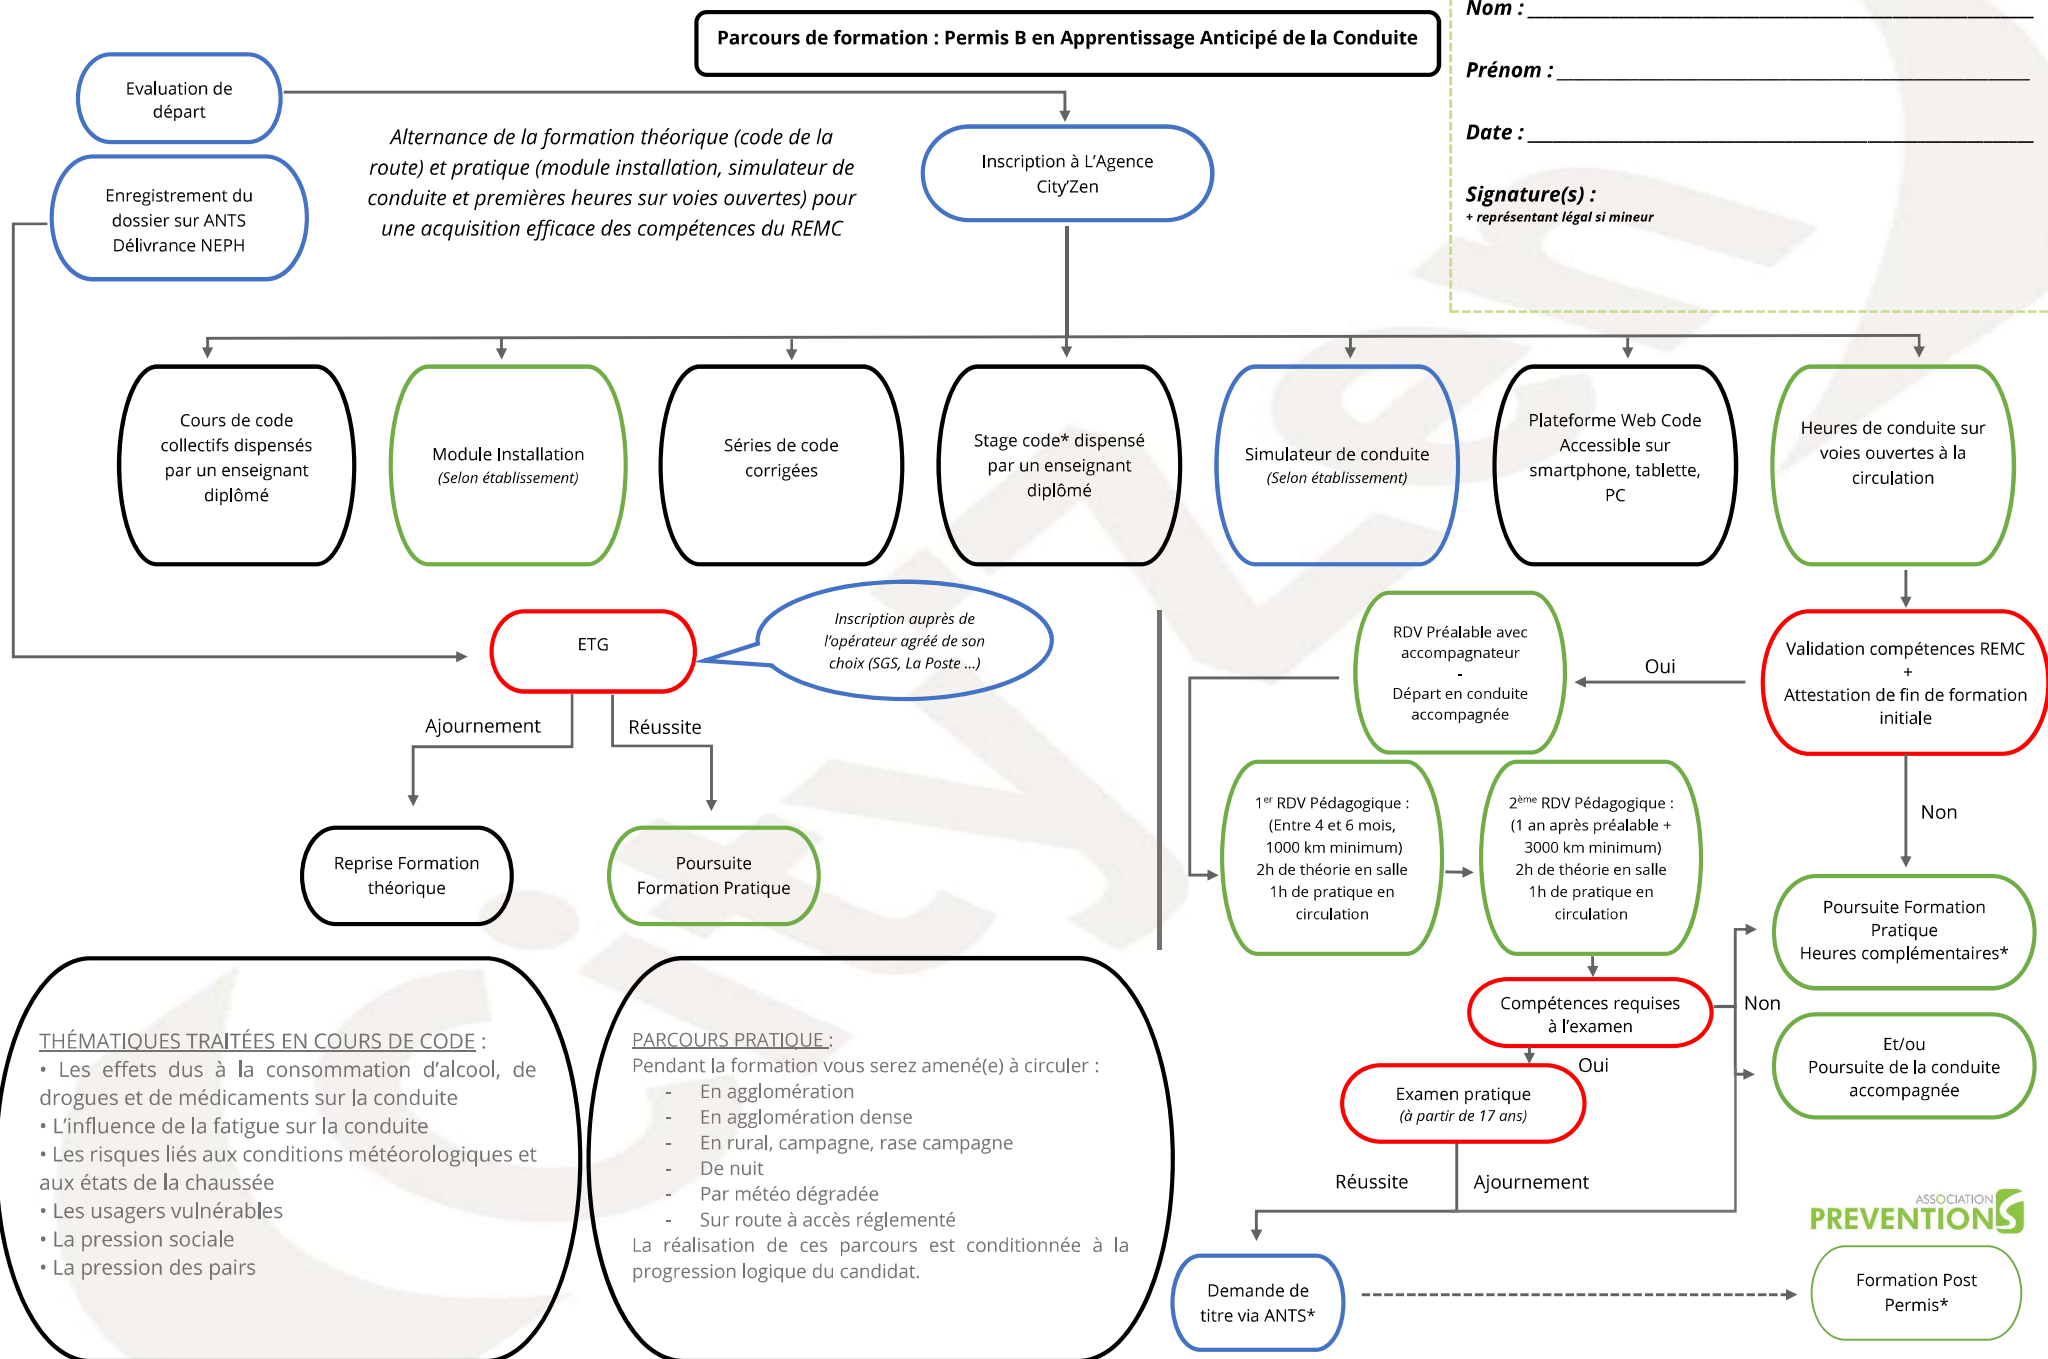 Parcours de formation : Permis B en Apprentissage Anticipé de la Conduite
Nom :
Prénom :
Date :
Signature(s) :
+ représentant légal si mineur
Evaluation de
départ
Enregistrement du
dossier sur ANTS
Délivrance NEPH
Alternance de la formation théorique (code de la
route) et pratique (module installation, simulateur de
conduite et premières heures sur voies ouvertes) pour
une acquisition efficace des compétences du REMC
Inscription à L'Agence
City'Zen
Cours de code
collectifs dispensés
par un enseignant
diplômé
Module Installation
(Selon établissement)
Séries de code
corrigées
Stage code* dispensé
par un enseignant
diplômé
Simulateur de conduite
(Selon établissement)
Plateforme Web Code
Accessible sur
smartphone, tablette,
PC
Heures de conduite sur
voies ouvertes à la
circulation
ETG
Inscription auprès de
l'opérateur agréé de son
choix (SGS, La Poste ...)
Ajournement
Réussite
Reprise Formation
théorique
Poursuite
Formation Pratique
RDV Préalable avec
accompagnateur
-
Départ en conduite
accompagnée
Oui
Validation compétences REMC
+
Attestation de fin de formation
initiale
Non
1er RDV Pédagogique :
(Entre 4 et 6 mois,
1000 km minimum)
2h de théorie en salle
1h de pratique en
circulation
2ème RDV Pédagogique :
(1 an après préalable +
3000 km minimum)
2h de théorie en salle
1h de pratique en
circulation
Poursuite Formation
Pratique
Heures complémentaires*
Compétences requises
à l'examen
Non
Et/ou
Poursuite de la conduite
accompagnée
Oui
Examen pratique
(à partir de 17 ans)
Réussite
Ajournement
Demande de
titre via ANTS*
ASSOCIATION
PREVENTIONS
Formation Post
Permis*
THÉMATIQUES TRAITÉES EN COURS DE CODE :
• Les effets dus à la consommation d'alcool, de
drogues et de médicaments sur la conduite
• L'influence de la fatigue sur la conduite
• Les risques liés aux conditions météorologiques et
aux états de la chaussée
• Les usagers vulnérables
• La pression sociale
• La pression des pairs
PARCOURS PRATIQUE :
Pendant la formation vous serez amené(e) à circuler :
- En agglomération
- En agglomération dense
- En rural, campagne, rase campagne
- De nuit
- Par météo dégradée
- Sur route à accès réglementé
La réalisation de ces parcours est conditionnée à la
progression logique du candidat.
City'Zen